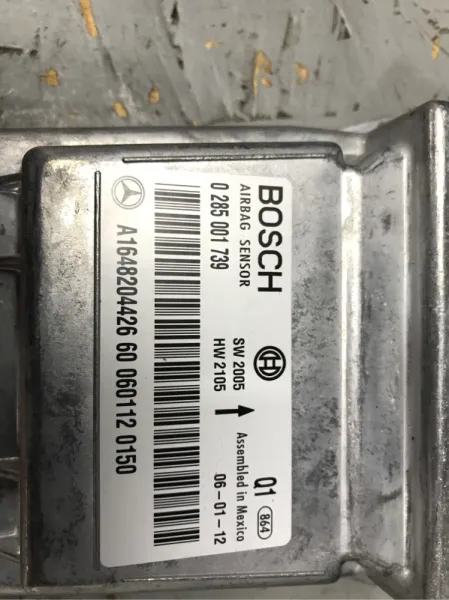 BOSCH
AIRBAG SENSOR
0 285 001 739
SW 2005
HW 2105
Q1 864
Assembled in Mexico
06-01-12
A1648204426 60 060112 0150